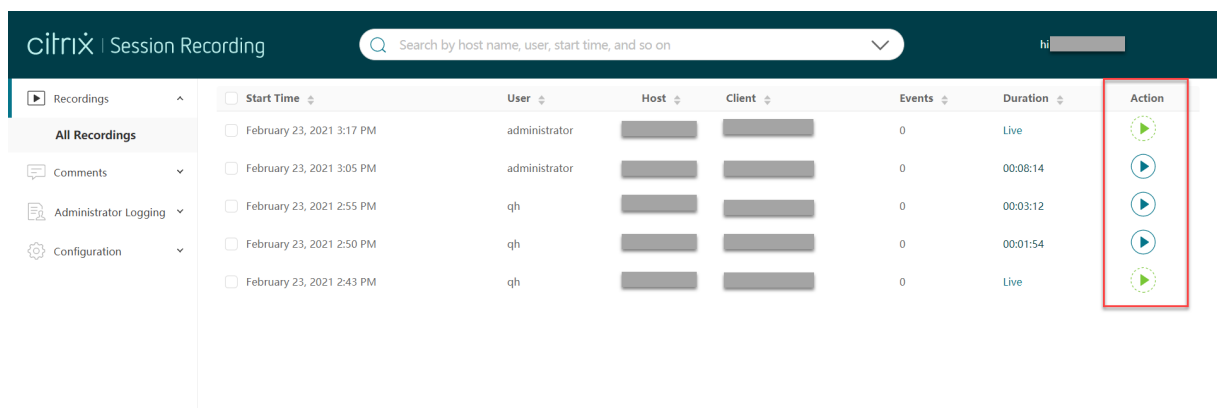 citrix | Session Recording
Search by host name, user, start time, and so on
hi
Recordings
All Recordings
Comments
Administrator Logging
Configuration
Start Time User Host Client Events Duration Action
February 23, 2021 3:17 PM administrator 0 Live
February 23, 2021 3:05 PM administrator 0 00:08:14
February 23, 2021 2:55 PM qh 0 00:03:12
February 23, 2021 2:50 PM qh 0 00:01:54
February 23, 2021 2:43 PM qh 0 Live